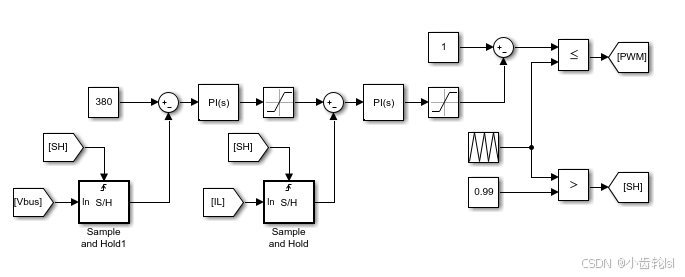 1
≤
[PWM]
380
PI(s)
PI(s)
[SH]
[SH]
[Vbus]
In
S/H
Sample
and Hold1
[IL]
In
S/H
Sample
and Hold
0.99
>
[SH]
CSDN @小齿轮lsl